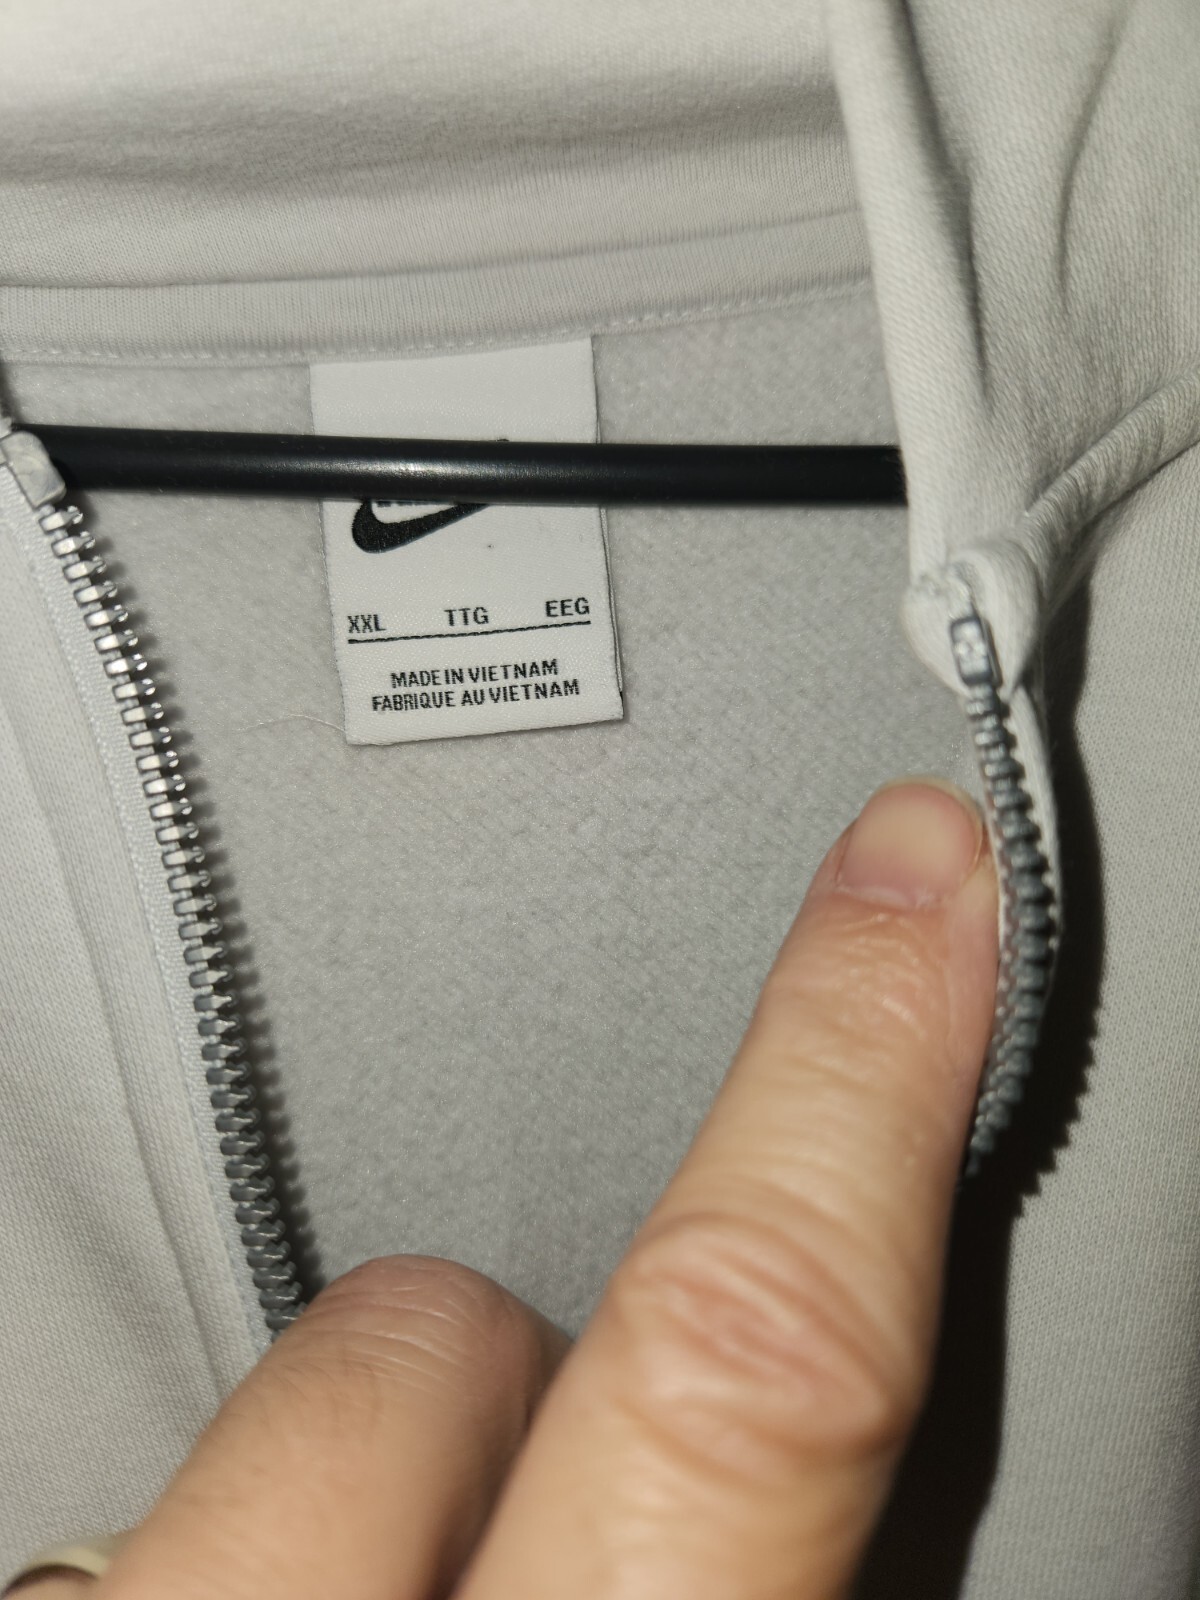 XXL TTG EEG
MADE IN VIETNAM
FABRIQUE AU VIETNAM